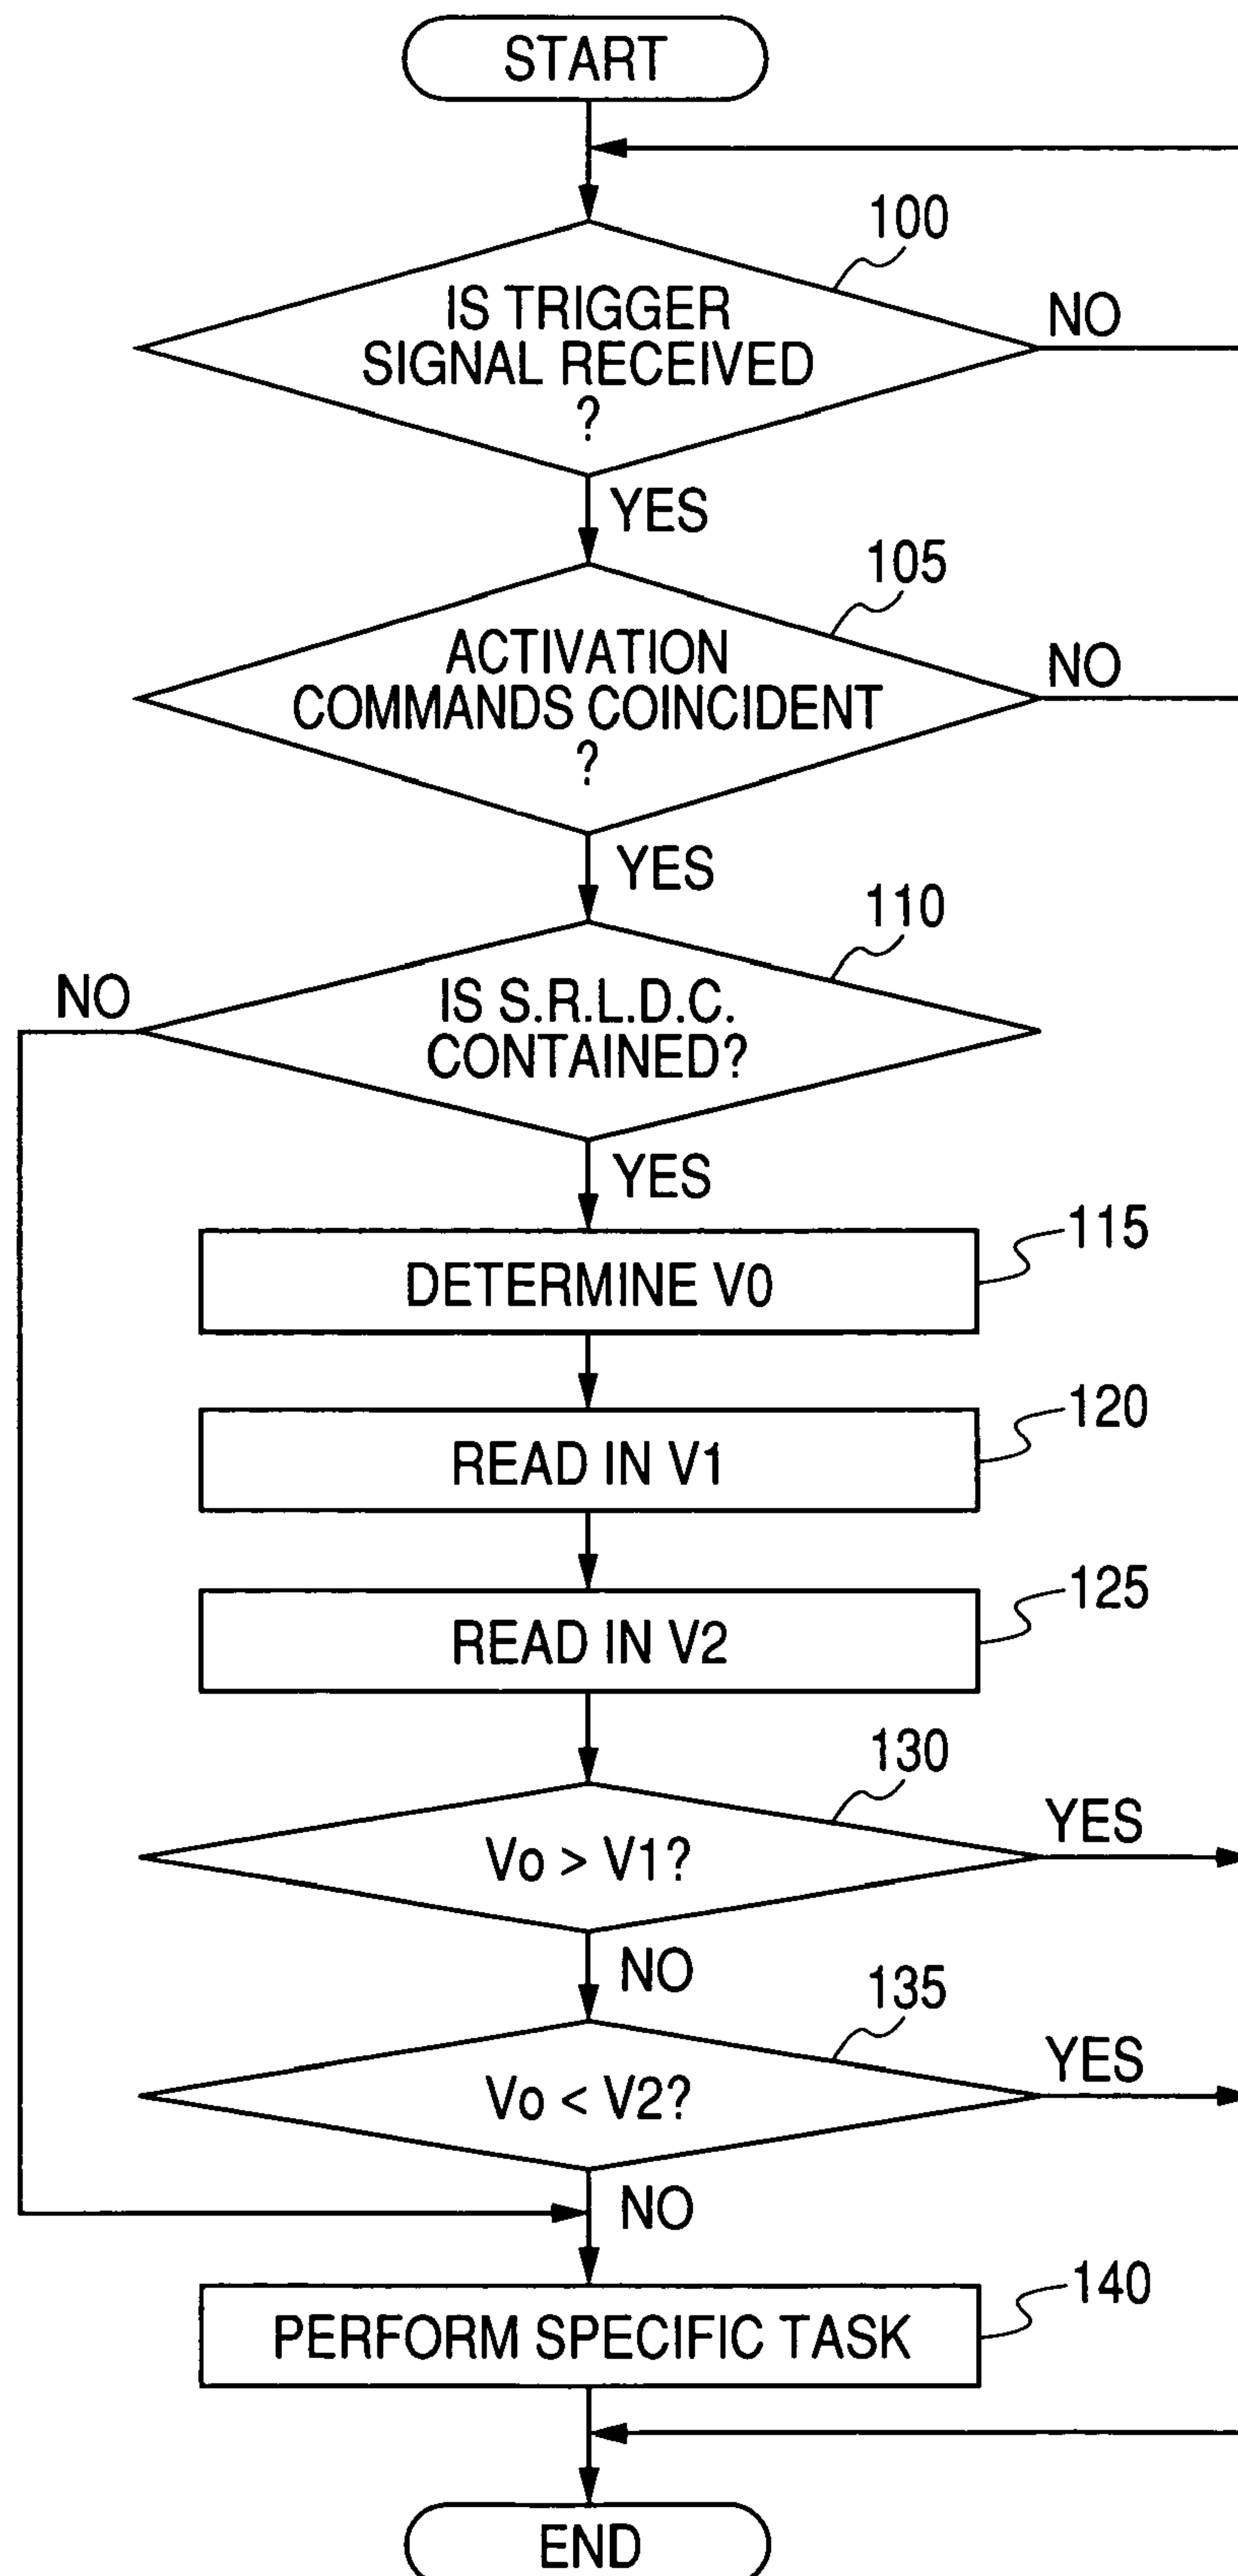 START
100
IS TRIGGER
SIGNAL RECEIVED
?
NO
YES
105
ACTIVATION
COMMANDS COINCIDENT
?
NO
YES
110
NO
IS S.R.L.D.C.
CONTAINED?
YES
115
DETERMINE V0
120
READ IN V1
125
READ IN V2
130
Vo > V1?
YES
NO
135
Vo < V2?
YES
NO
140
PERFORM SPECIFIC TASK
END